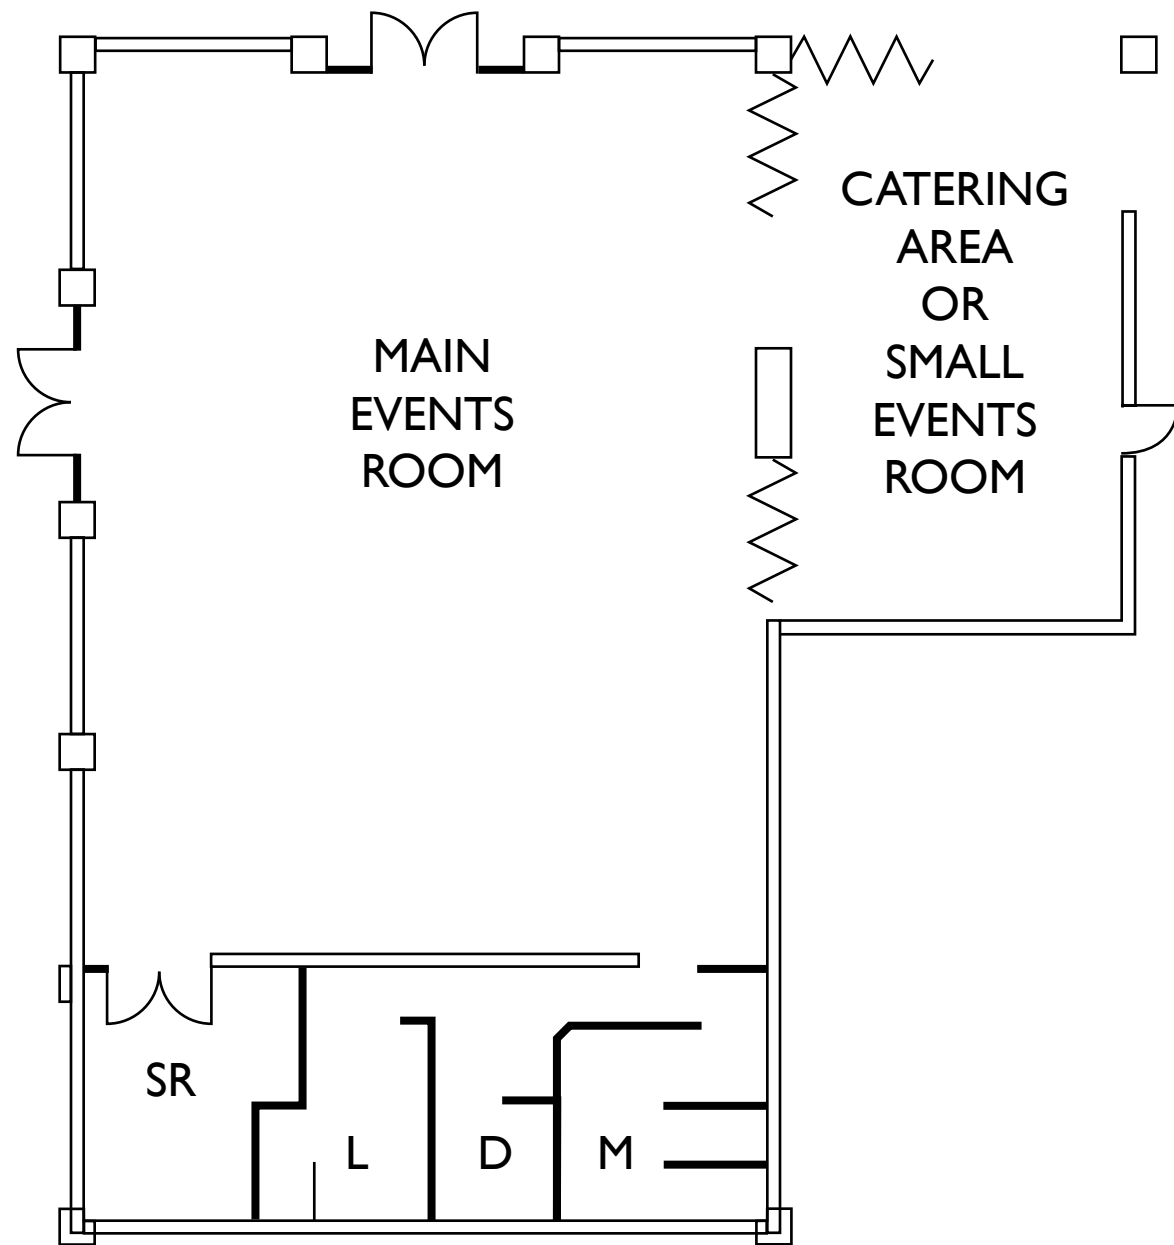 CATERING
AREA
OR
SMALL
EVENTS
ROOM
MAIN
EVENTS
ROOM
SR
L
D
M